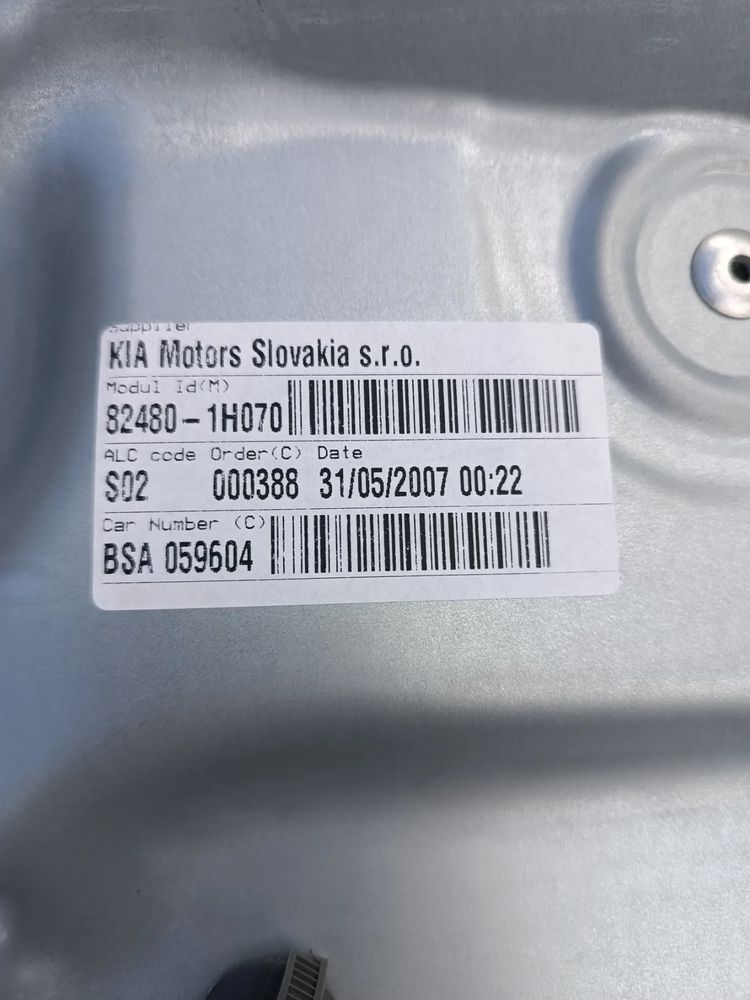 Supplier
KIA Motors Slovakia s.r.o.
Modul Id(M)
82480-1H070
ALC code Order(C) Date
S02 000388 31/05/2007 00:22
Car Number (C)
BSA 059604